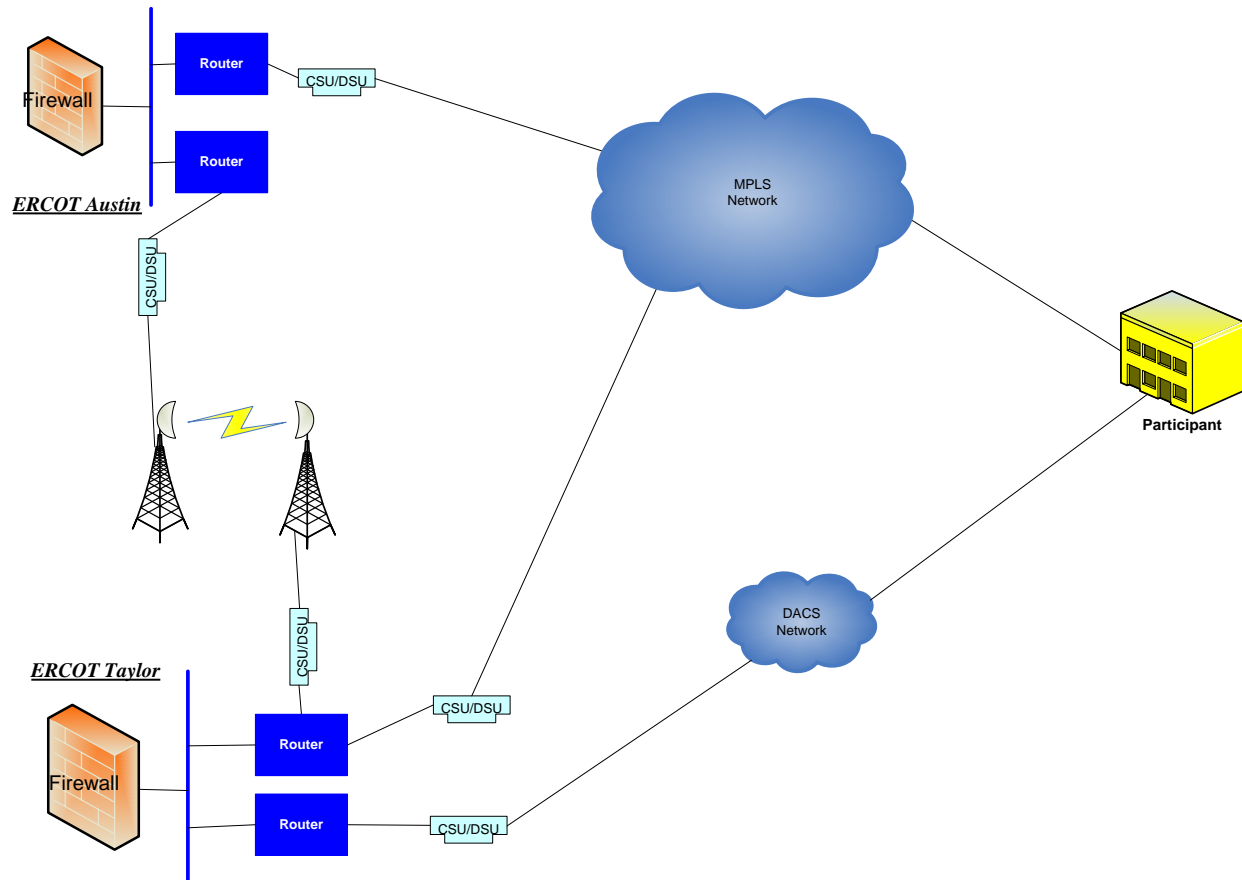 Firewall
Router
CSU/DSU
Router
ERCOT Austin
CSU/DSU
MPLS
Network
Participant
DACS
Network
CSU/DSU
ERCOT Taylor
CSU/DSU
Router
Firewall
Router
CSU/DSU